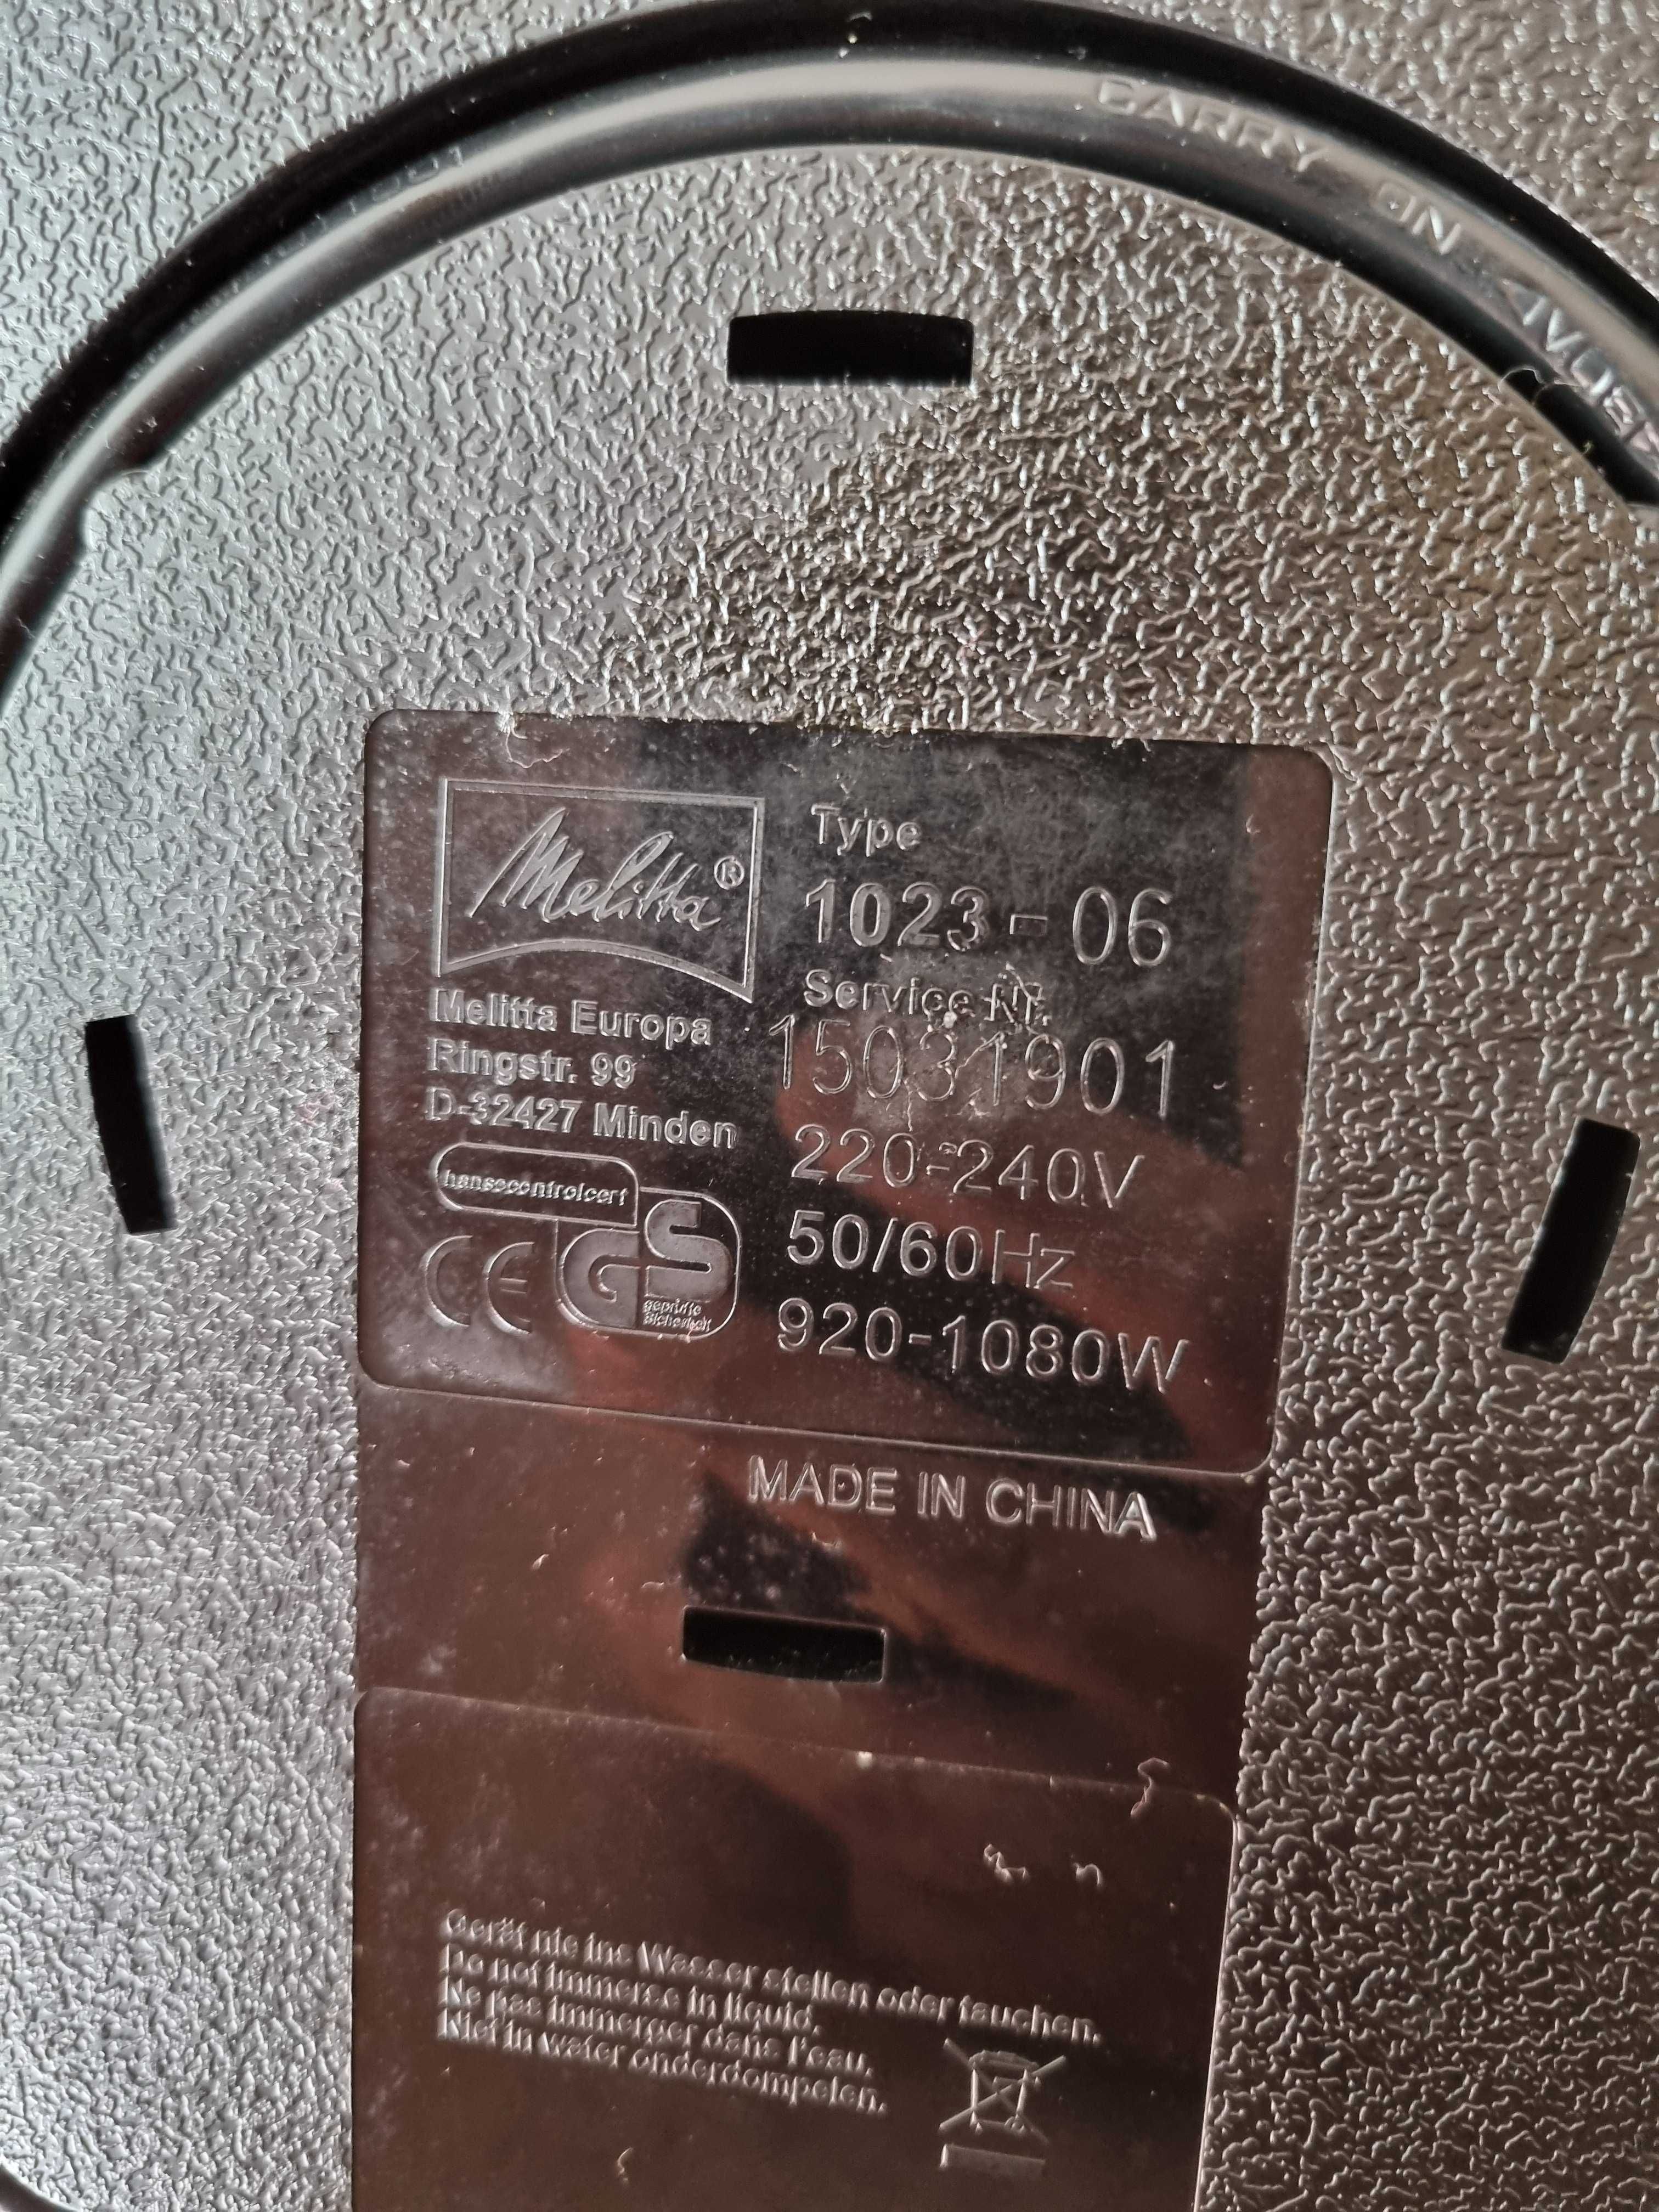 CARRY ON
Melitta®
Melitta Europa
Ringstr. 99
D-32427 Minden
hansecontrolcert
CE
GS
geprüfte
Sicherheit
Type
1023-06
Service-Nr.
15031901
220-240V
50/60Hz
920-1080W
MADE IN CHINA
Gerät nie ins Wasser stellen oder tauchen.
Do not immerse in liquid.
Ne pas immerger dans l'eau.
Niet in water onderdompelen.